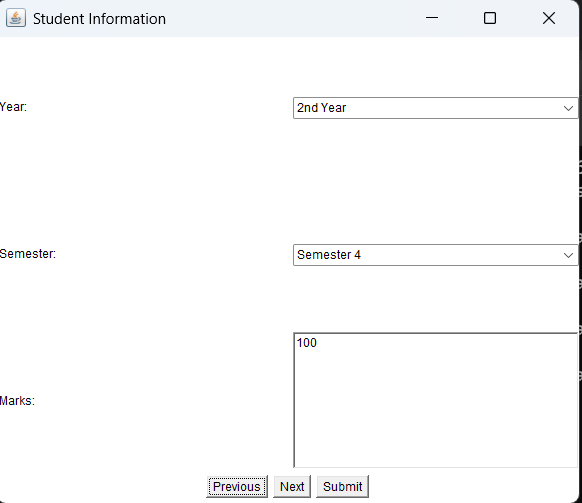 Student Information
Year:
2nd Year
Semester:
Semester 4
100
Marks:
Previous Next Submit